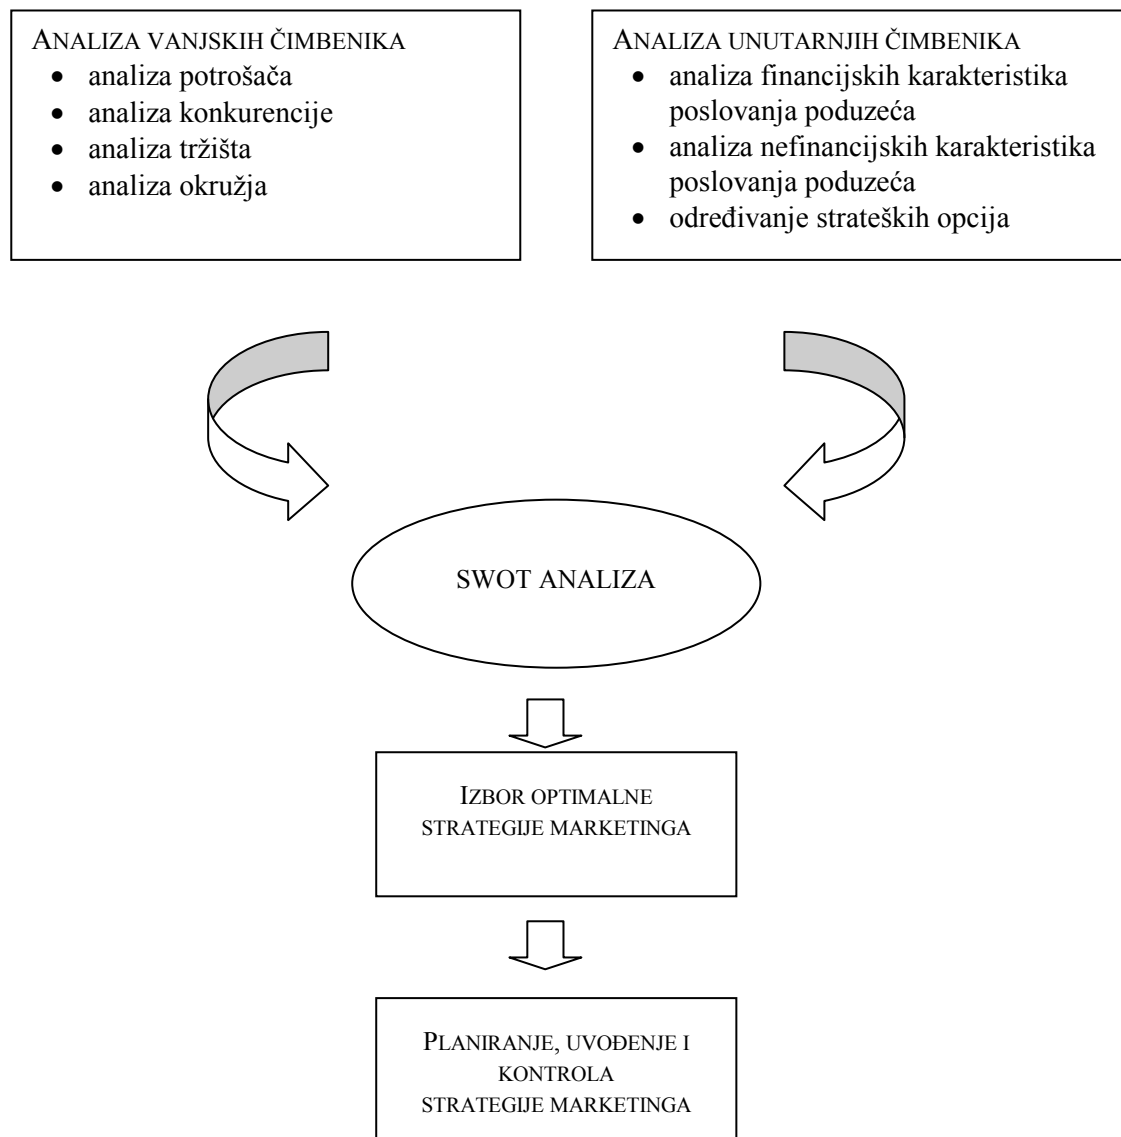 ANALIZA VANJSKIH ČIMBENIKA
• analiza potrošača
• analiza konkurencije
• analiza tržišta
• analiza okružja
ANALIZA UNUTARNJIH ČIMBENIKA
• analiza financijskih karakteristika
poslovanja poduzeća
• analiza nefinancijskih karakteristika
poslovanja poduzeća
• određivanje strateških opcija
SWOT ANALIZA
IZBOR OPTIMALNE
STRATEGIJE MARKETINGA
PLANIRANJE, UVOĐENJE I
KONTROLA
STRATEGIJE MARKETINGA